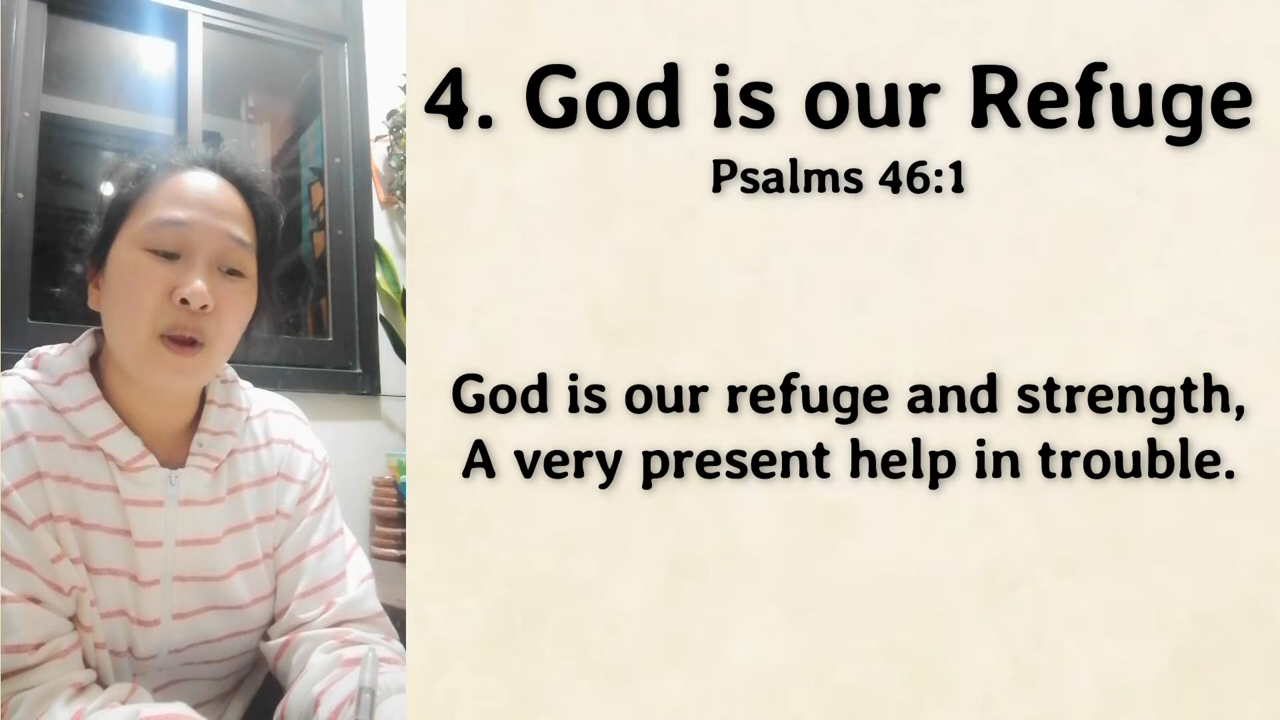 4. God is our Refuge
Psalms 46:1
God is our refuge and strength,
A very present help in trouble.